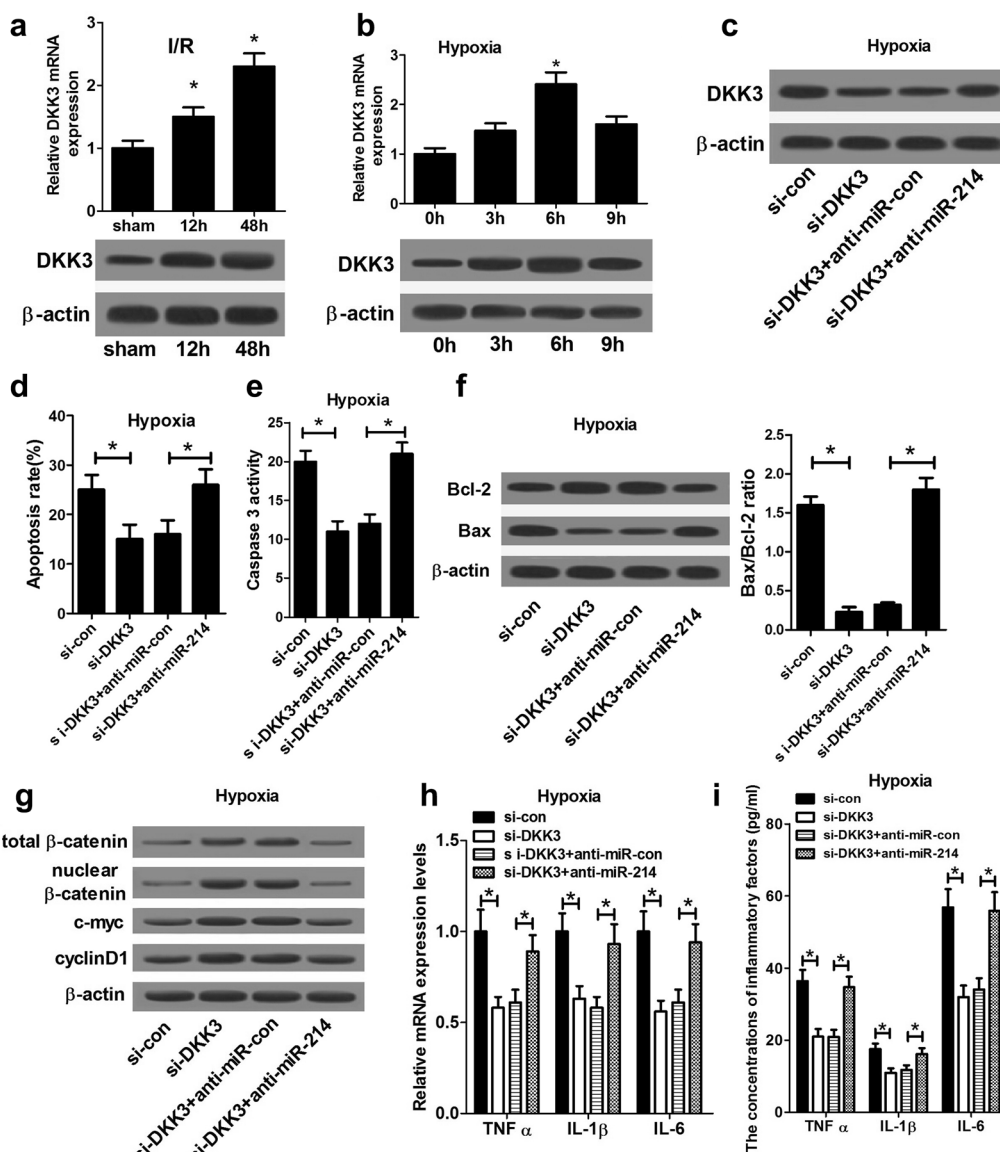 a
I/R
Relative DKK3 mRNA
expression
3
2
1
0
*
*
sham 12h 48h
DKK3
β-actin
sham 12h 48h
b
Hypoxia
Relative DKK3 mRNA
expression
3
2
1
0
*
0h 3h 6h 9h
DKK3
β-actin
0h 3h 6h 9h
c
Hypoxia
DKK3
β-actin
si-con
si-DKK3
si-DKK3+anti-miR-con
si-DKK3+anti-miR-214
d
Hypoxia
Apoptosis rate(%)
40
30
20
10
0
*
*
si-con
si-DKK3
s i-DKK3+anti-miR-con
si-DKK3+anti-miR-214
e
Hypoxia
Caspase 3 activity
25
20
15
10
5
0
*
*
si-con
si-DKK3
si-DKK3+anti-miR-con
si-DKK3+anti-miR-214
f
Hypoxia
Bcl-2
Bax
β-actin
si-con
si-DKK3
si-DKK3+anti-miR-con
si-DKK3+anti-miR-214
Bax/Bcl-2 ratio
2.5
2.0
1.5
1.0
0.5
0.0
*
*
si-con
si-DKK3
s i-DKK3+anti-miR-con
si-DKK3+anti-miR-214
g
Hypoxia
total β-catenin
nuclear
β-catenin
c-myc
cyclinD1
β-actin
si-con
si-DKK3
si-DKK3+anti-miR-con
si-DKK3+anti-miR-214
h
Hypoxia
si-con
si-DKK3
s i-DKK3+anti-miR-con
si-DKK3+anti-miR-214
Relative mRNA expression levels
1.5
1.0
0.5
0.0
* * * * * *
TNF α IL-1β IL-6
i
Hypoxia
si-con
si-DKK3
si-DKK3+anti-miR-con
si-DKK3+anti-miR-214
The concentrations of inflammatory factors (pg/ml)
80
60
40
20
0
* * * * * *
TNF α IL-1β IL-6